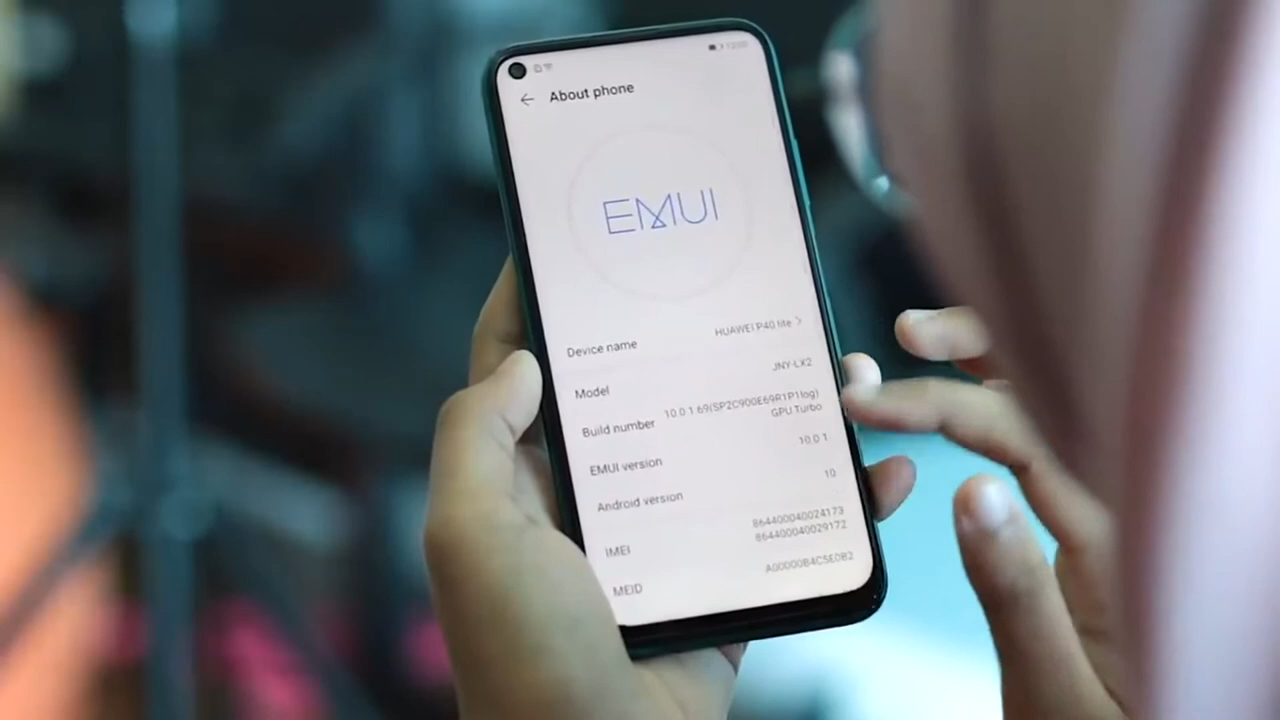 About phone
EMUI
Device name HUAWEI P40 lite
Model JNY-LX2
Build number 10.0.1.69(SP2C900E69R1P1log)
GPU Turbo
EMUI version 10.0.1
Android version 10
IMEI 864400040024173
864400040029172
MEID A00000B4C5E0B2